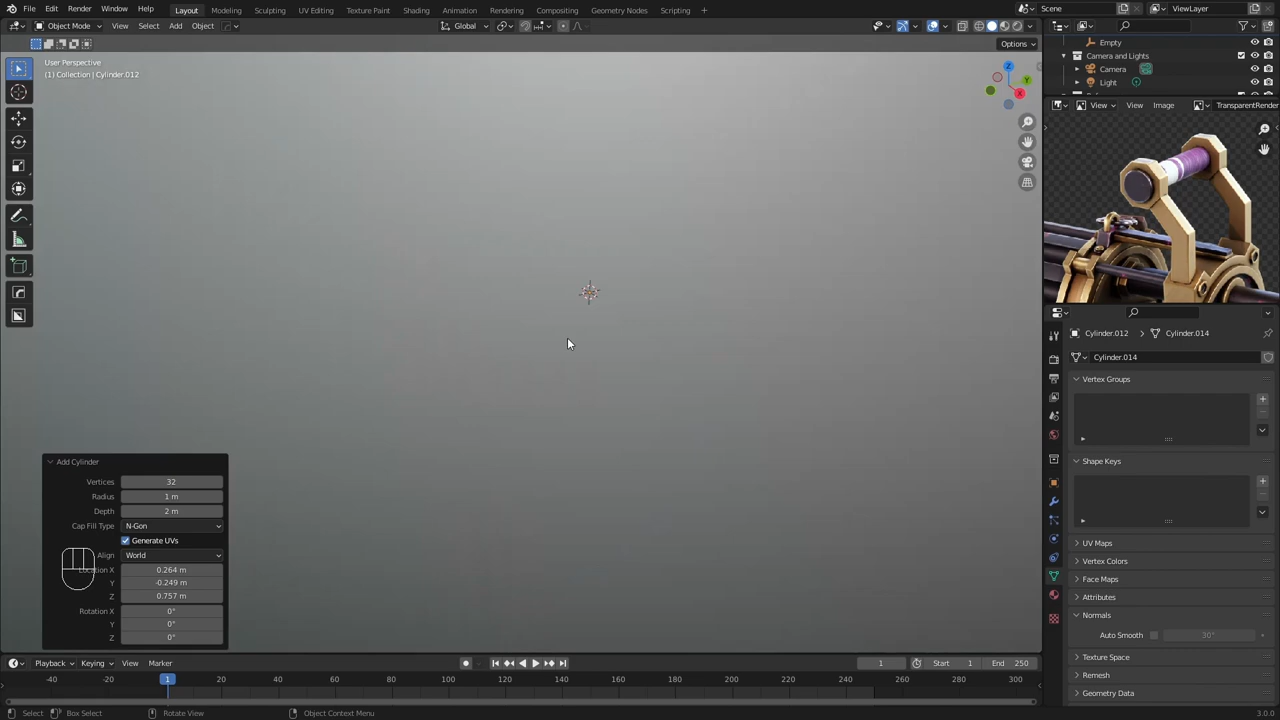 File Edit Render Window Help Layout Modeling Sculpting UV Editing Texture Paint Shading Animation Rendering Compositing Geometry Nodes Scripting + Scene ViewLayer
Object Mode View Select Add Object Global
Options
User Perspective
(1) Collection | Cylinder.012
Z
Y
X
Empty
Camera and Lights
Camera
Light
View View Image TransparentRender
Cylinder.012 Cylinder.014
Cylinder.014
Vertex Groups
Shape Keys
UV Maps
Vertex Colors
Face Maps
Attributes
Normals
Auto Smooth 30°
Texture Space
Remesh
Geometry Data
Add Cylinder
Vertices 32
Radius 1 m
Depth 2 m
Cap Fill Type N-Gon
Generate UVs
Align World
Location X 0.264 m
Y -0.249 m
Z 0.757 m
Rotation X 0°
Y 0°
Z 0°
Playback Keying View Marker 1 Start 1 End 250
-40 -20 1 20 40 60 80 100 120 140 160 180 200 220 240 260 280 300
Select Box Select Rotate View Object Context Menu 3.0.0